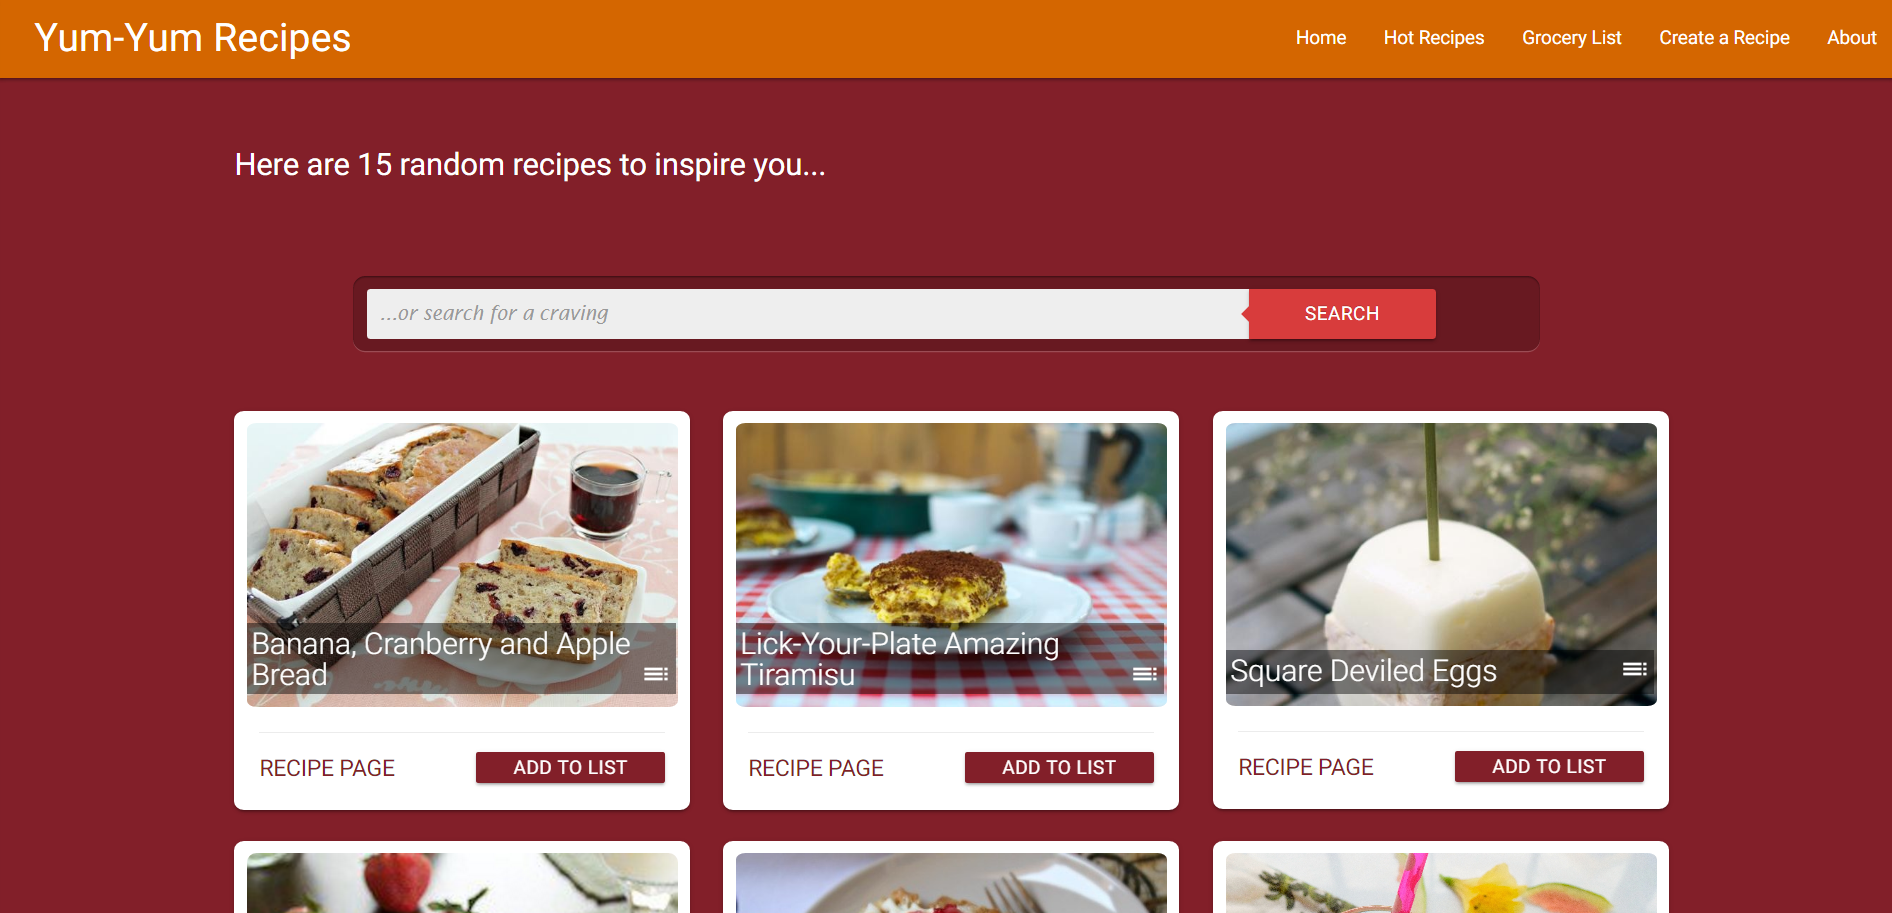 Yum-Yum Recipes
Home Hot Recipes Grocery List Create a Recipe About
Here are 15 random recipes to inspire you...
...or search for a craving
SEARCH
Banana, Cranberry and Apple
Bread
RECIPE PAGE
ADD TO LIST
Lick-Your-Plate Amazing
Tiramisu
RECIPE PAGE
ADD TO LIST
Square Deviled Eggs
RECIPE PAGE
ADD TO LIST